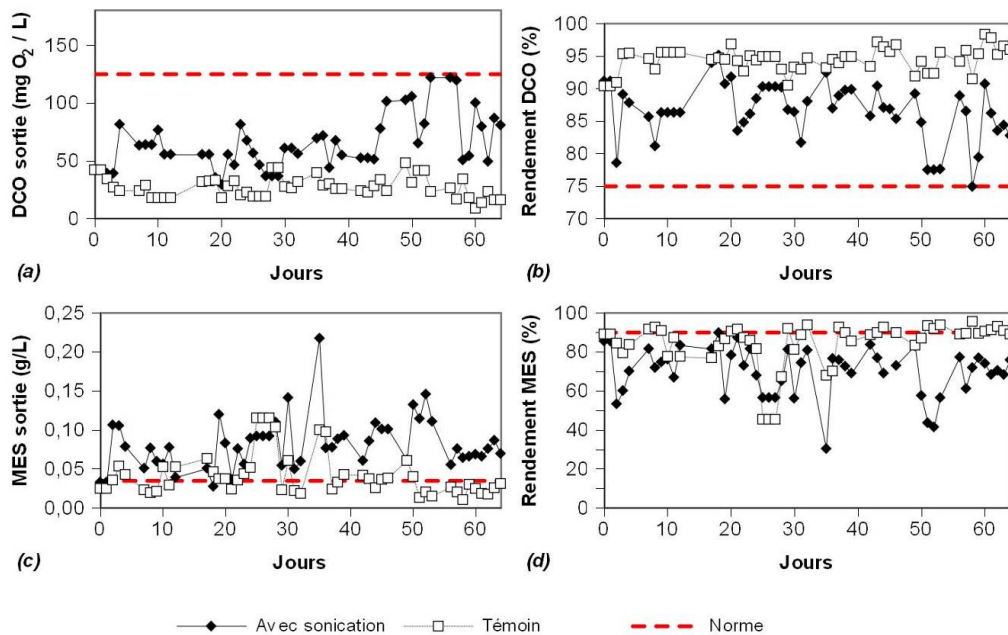 DCO sortie (mg O2 / L)
150
100
50
0
0 10 20 30 40 50 60
(a)
Jours
Rendement DCO (%)
100
95
90
85
80
75
70
0 10 20 30 40 50 60
(b)
Jours
MES sortie (g/L)
0,25
0,20
0,15
0,10
0,05
0,00
0 10 20 30 40 50 60
(c)
Jours
Rendement MES (%)
100
80
60
40
20
0
0 10 20 30 40 50 60
(d)
Jours
Avec sonication Témoin Norme